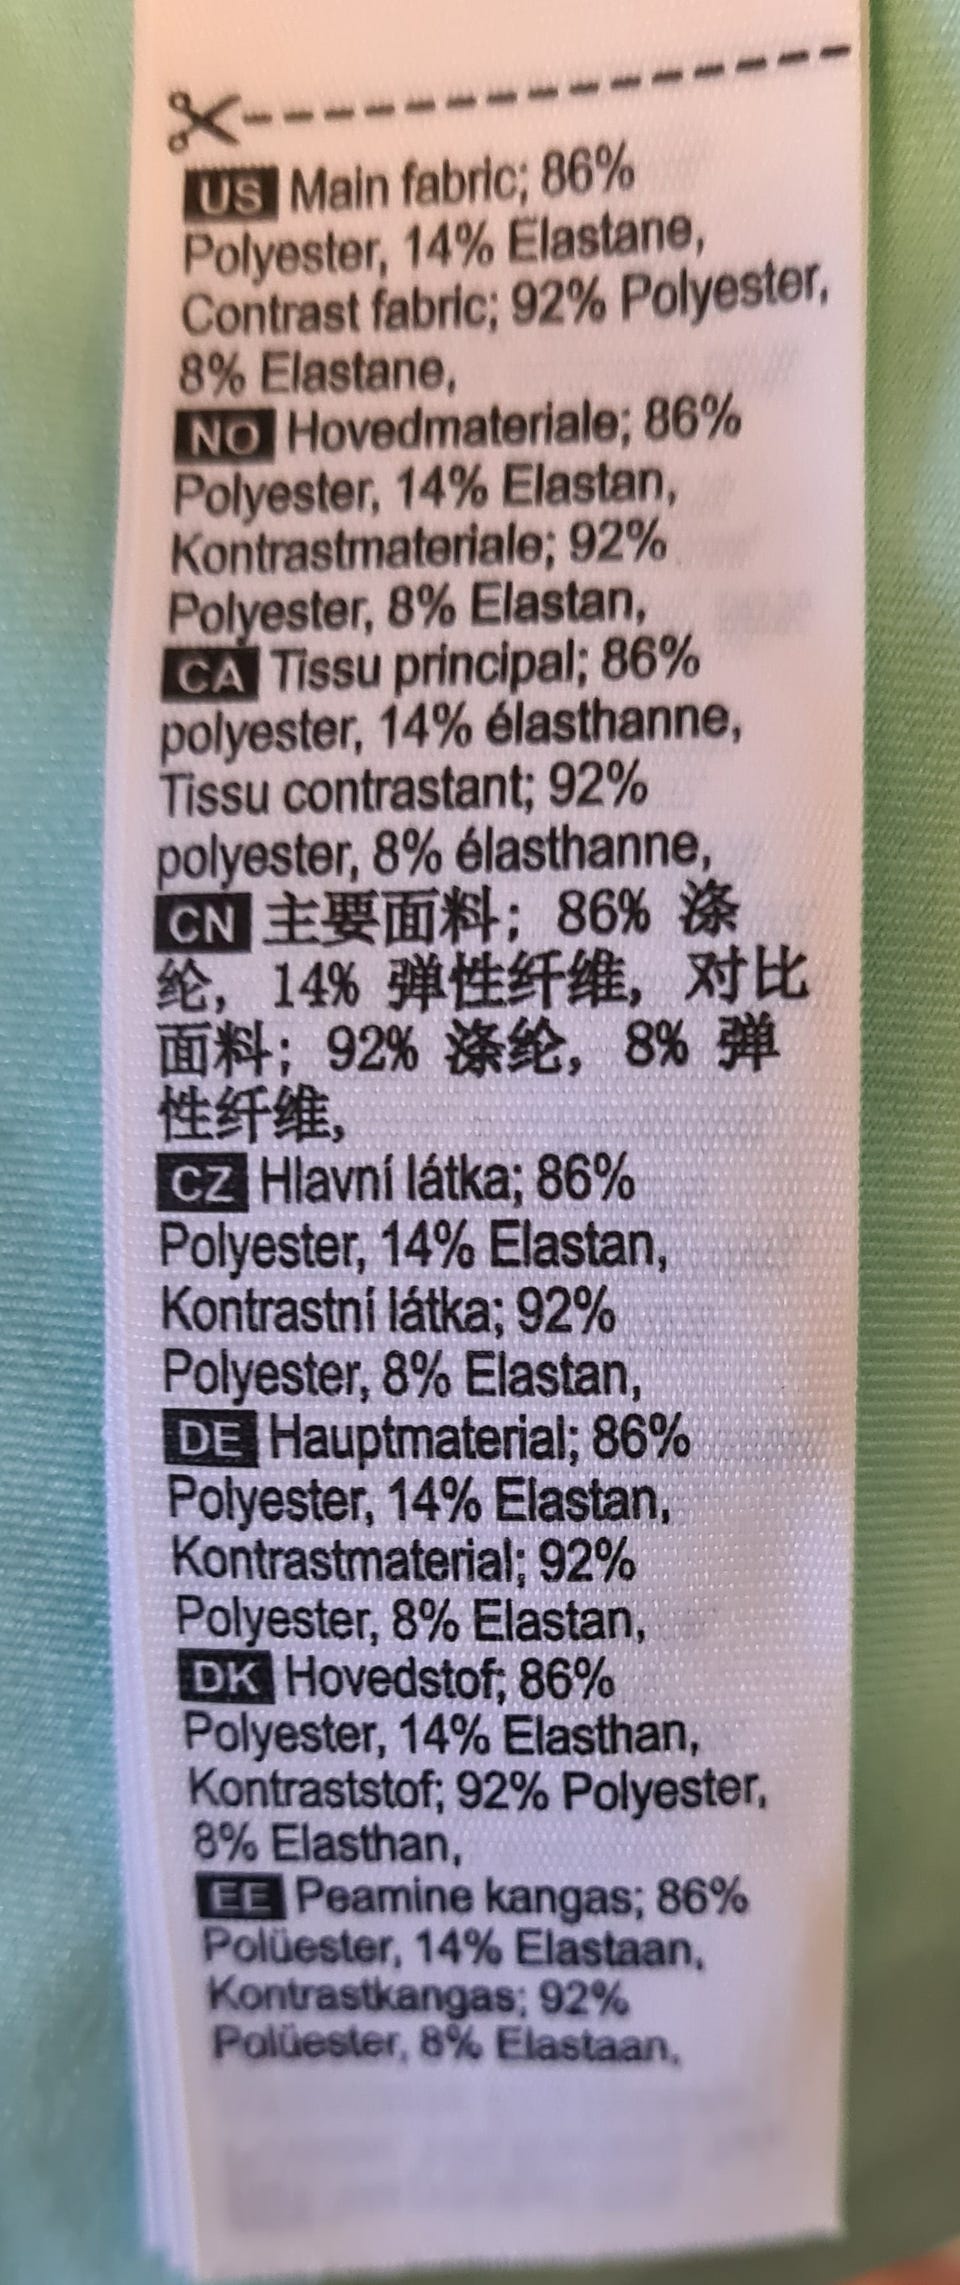 US Main fabric; 86%
Polyester, 14% Elastane,
Contrast fabric; 92% Polyester,
8% Elastane,
NO Hovedmateriale; 86%
Polyester, 14% Elastan,
Kontrastmateriale; 92%
Polyester, 8% Elastan,
CA Tissu principal; 86%
polyester, 14% élasthanne,
Tissu contrastant; 92%
polyester, 8% élasthanne,
CN 主要面料； 86% 涤
纶， 14% 弹性纤维， 对比
面料； 92% 涤纶， 8% 弹
性纤维,
CZ Hlavní látka; 86%
Polyester, 14% Elastan,
Kontrastní látka; 92%
Polyester, 8% Elastan,
DE Hauptmaterial; 86%
Polyester, 14% Elastan,
Kontrastmaterial; 92%
Polyester, 8% Elastan,
DK Hovedstof; 86%
Polyester, 14% Elasthan,
Kontraststof; 92% Polyester,
8% Elasthan,
EE Peamine kangas; 86%
Polüester, 14% Elastaan,
Kontrastkangas; 92%
Polüester, 8% Elastaan,